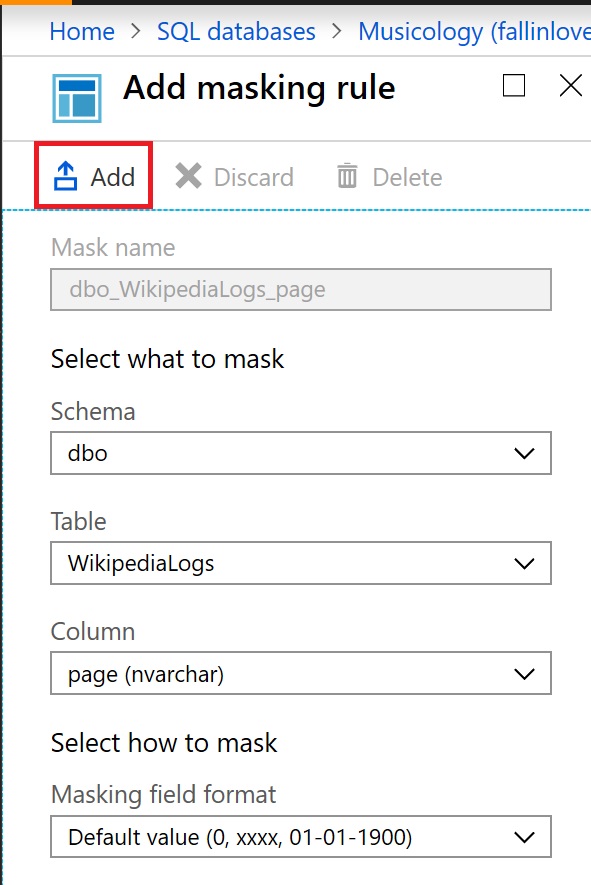 Home > SQL databases > Musicology (fallinlove
Add masking rule
Add Discard Delete
Mask name
dbo_WikipediaLogs_page
Select what to mask
Schema
dbo
Table
WikipediaLogs
Column
page (nvarchar)
Select how to mask
Masking field format
Default value (0, xxxx, 01-01-1900)